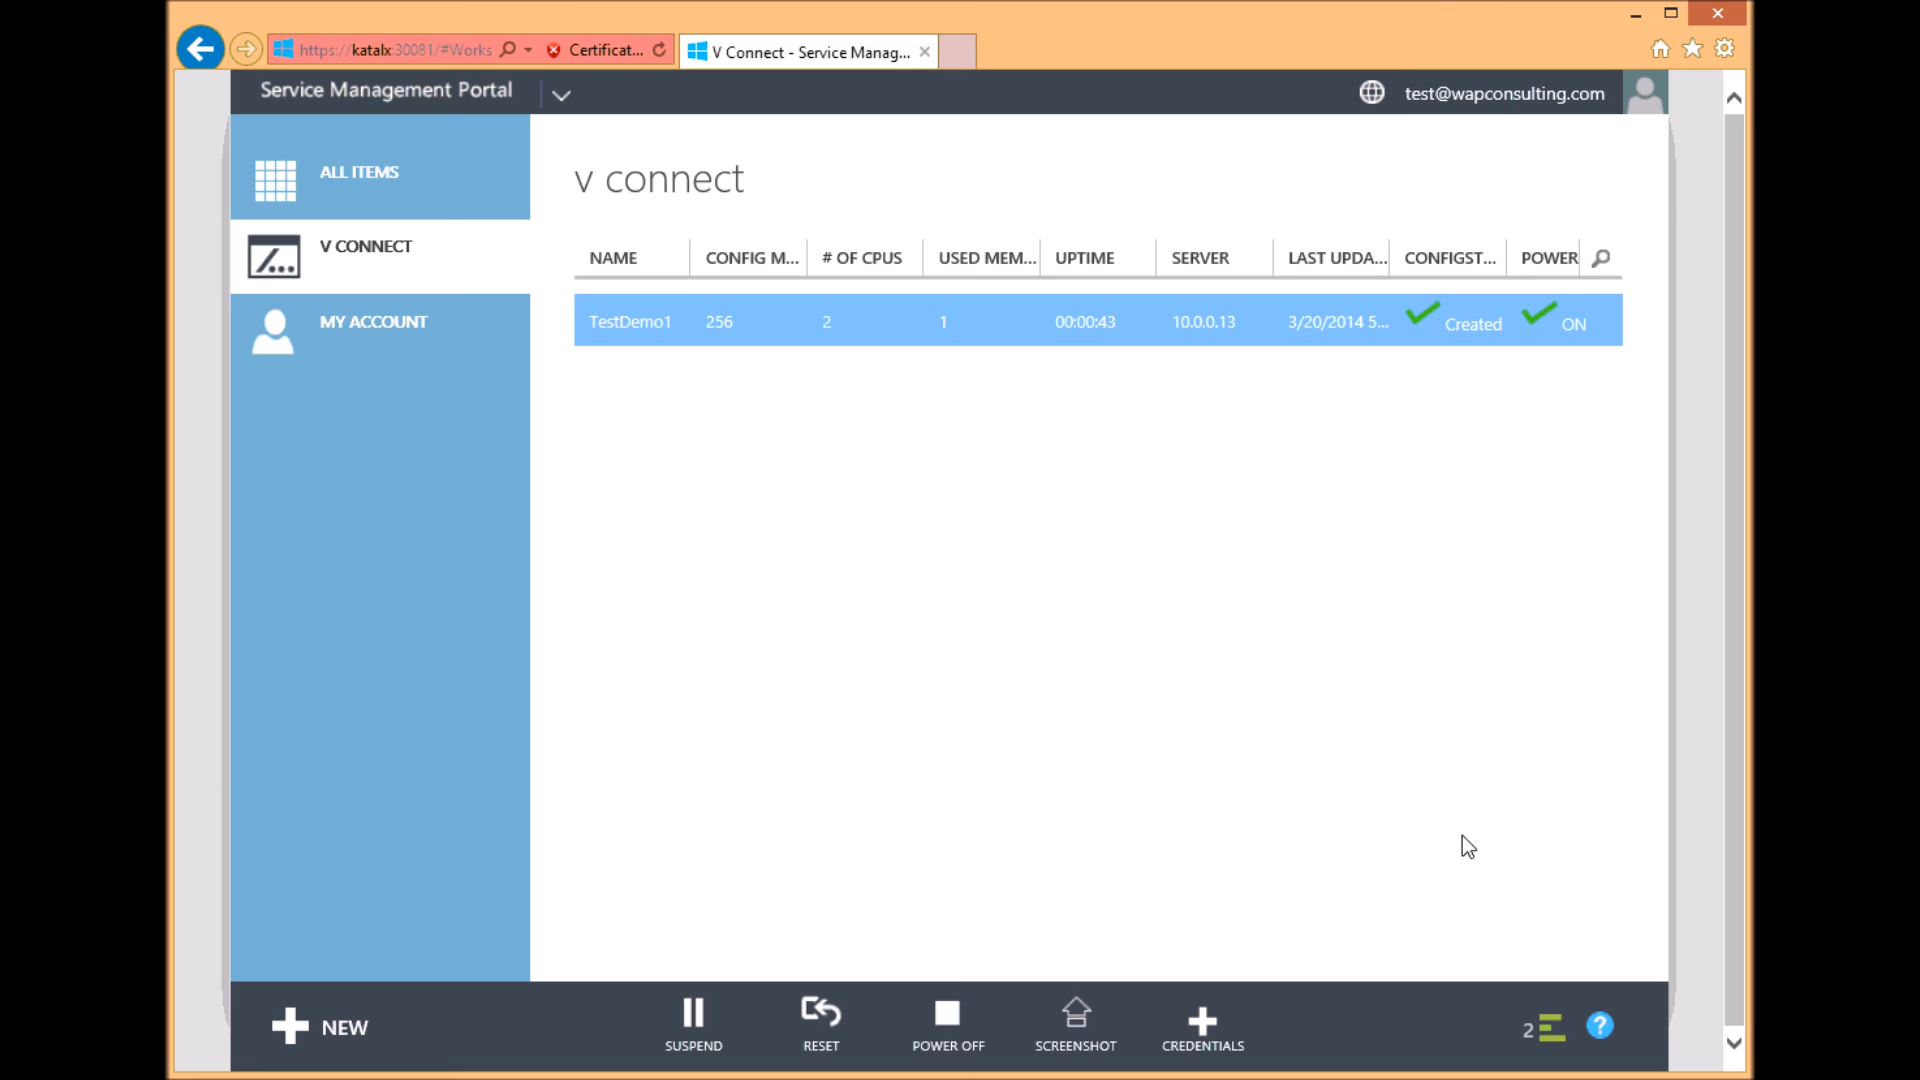 https://katalx:30081/#Works
Certificat...
V Connect - Service Manag...
Service Management Portal
test@wapconsulting.com
ALL ITEMS
V CONNECT
MY ACCOUNT
v connect
NAME CONFIG M... # OF CPUS USED MEM... UPTIME SERVER LAST UPDA... CONFIGST... POWER
TestDemo1 256 2 1 00:00:43 10.0.0.13 3/20/2014 5... Created ON
NEW
SUSPEND
RESET
POWER OFF
SCREENSHOT
CREDENTIALS
2
?